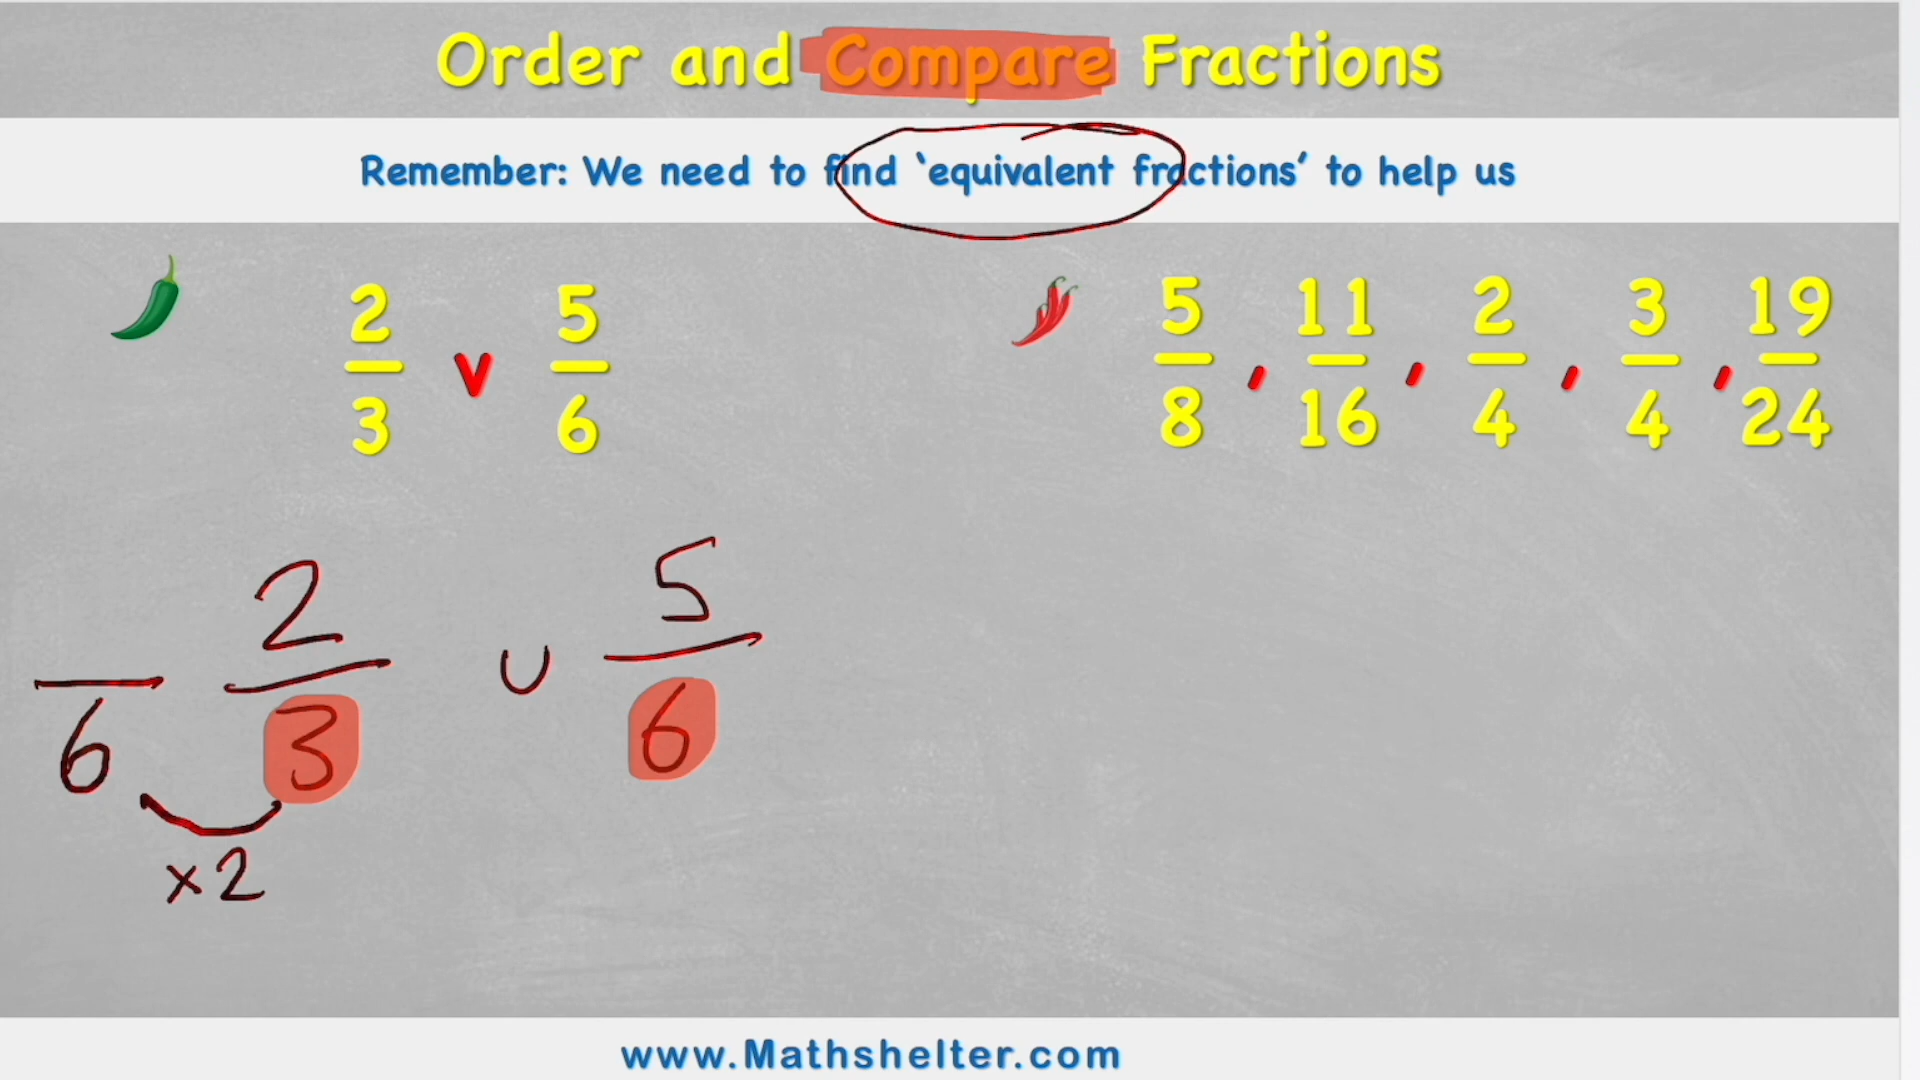 Order and Compare Fractions
Remember: We need to find ‘equivalent fractions’ to help us
2 5
v
3 6
5 11 2 3 19
, , , ,
8 16 4 4 24
2 5
v
6 3 6
x2
www.Mathshelter.com